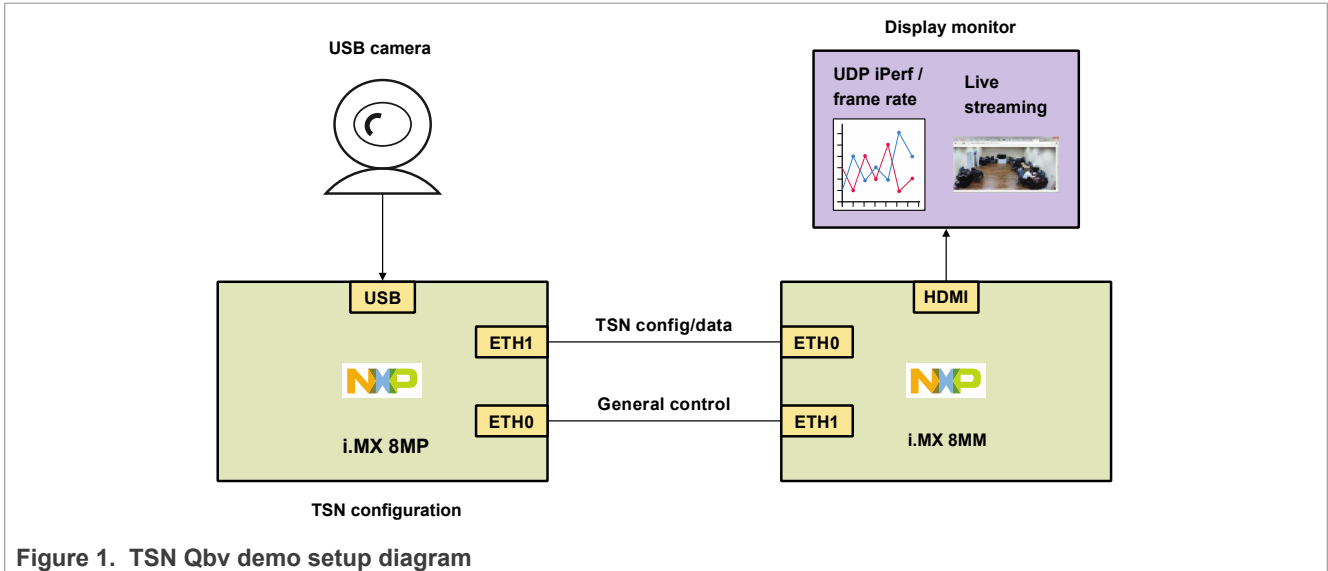 Display monitor
USB camera
UDP iPerf /
frame rate
Live
streaming
USB
HDMI
ETH1
TSN config/data
ETH0
NXP
NXP
ETH0
General control
ETH1
i.MX 8MP
i.MX 8MM
TSN configuration
Figure 1. TSN Qbv demo setup diagram